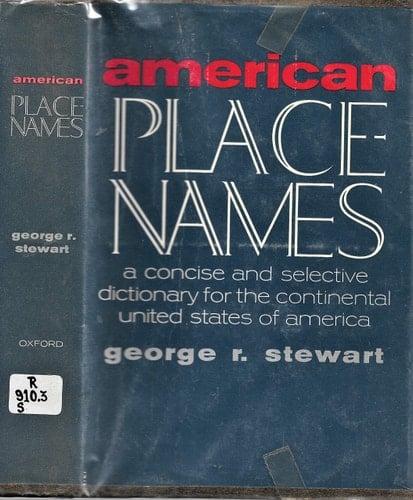 american
PLACE
NAMES
george r.
stewart
OXFORD
R
910.3
S
american
PLACE-
NAMES
a concise and selective
dictionary for the continental
united states of america
george r. stewart